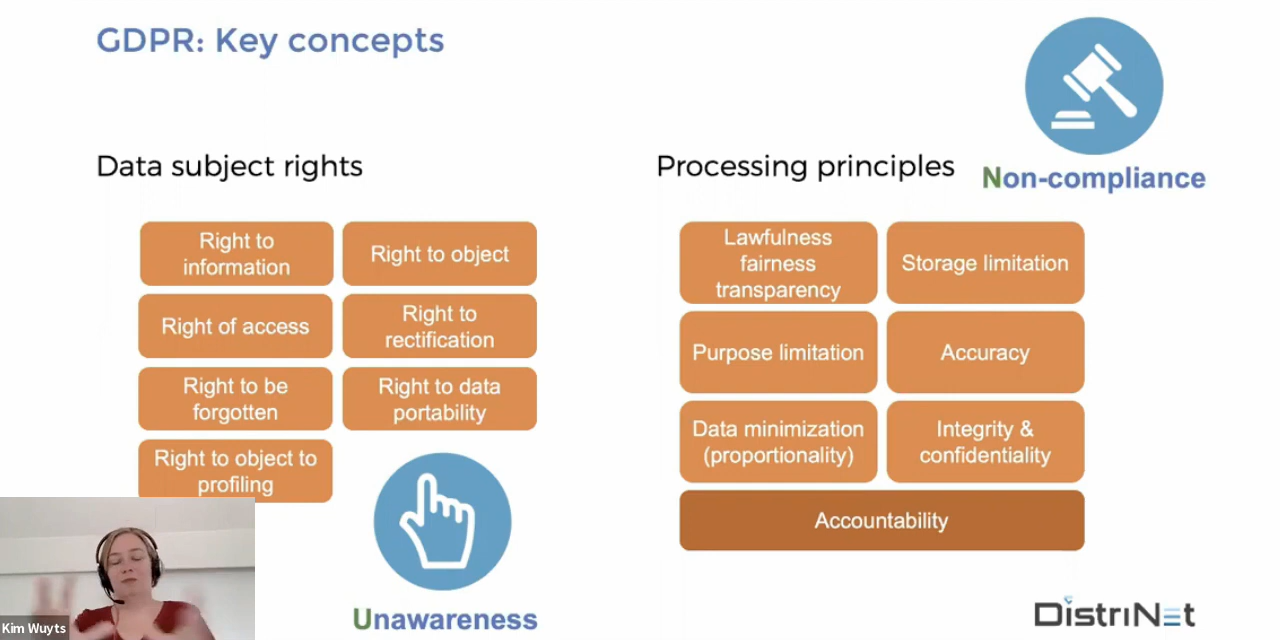 GDPR: Key concepts
Data subject rights
Right to
information
Right to object
Right of access
Right to
rectification
Right to be
forgotten
Right to data
portability
Right to object to
profiling
Unawareness
Processing principles
Non-compliance
Lawfulness
fairness
transparency
Storage limitation
Purpose limitation
Accuracy
Data minimization
(proportionality)
Integrity &
confidentiality
Accountability
Kim Wuyts
DistriNet